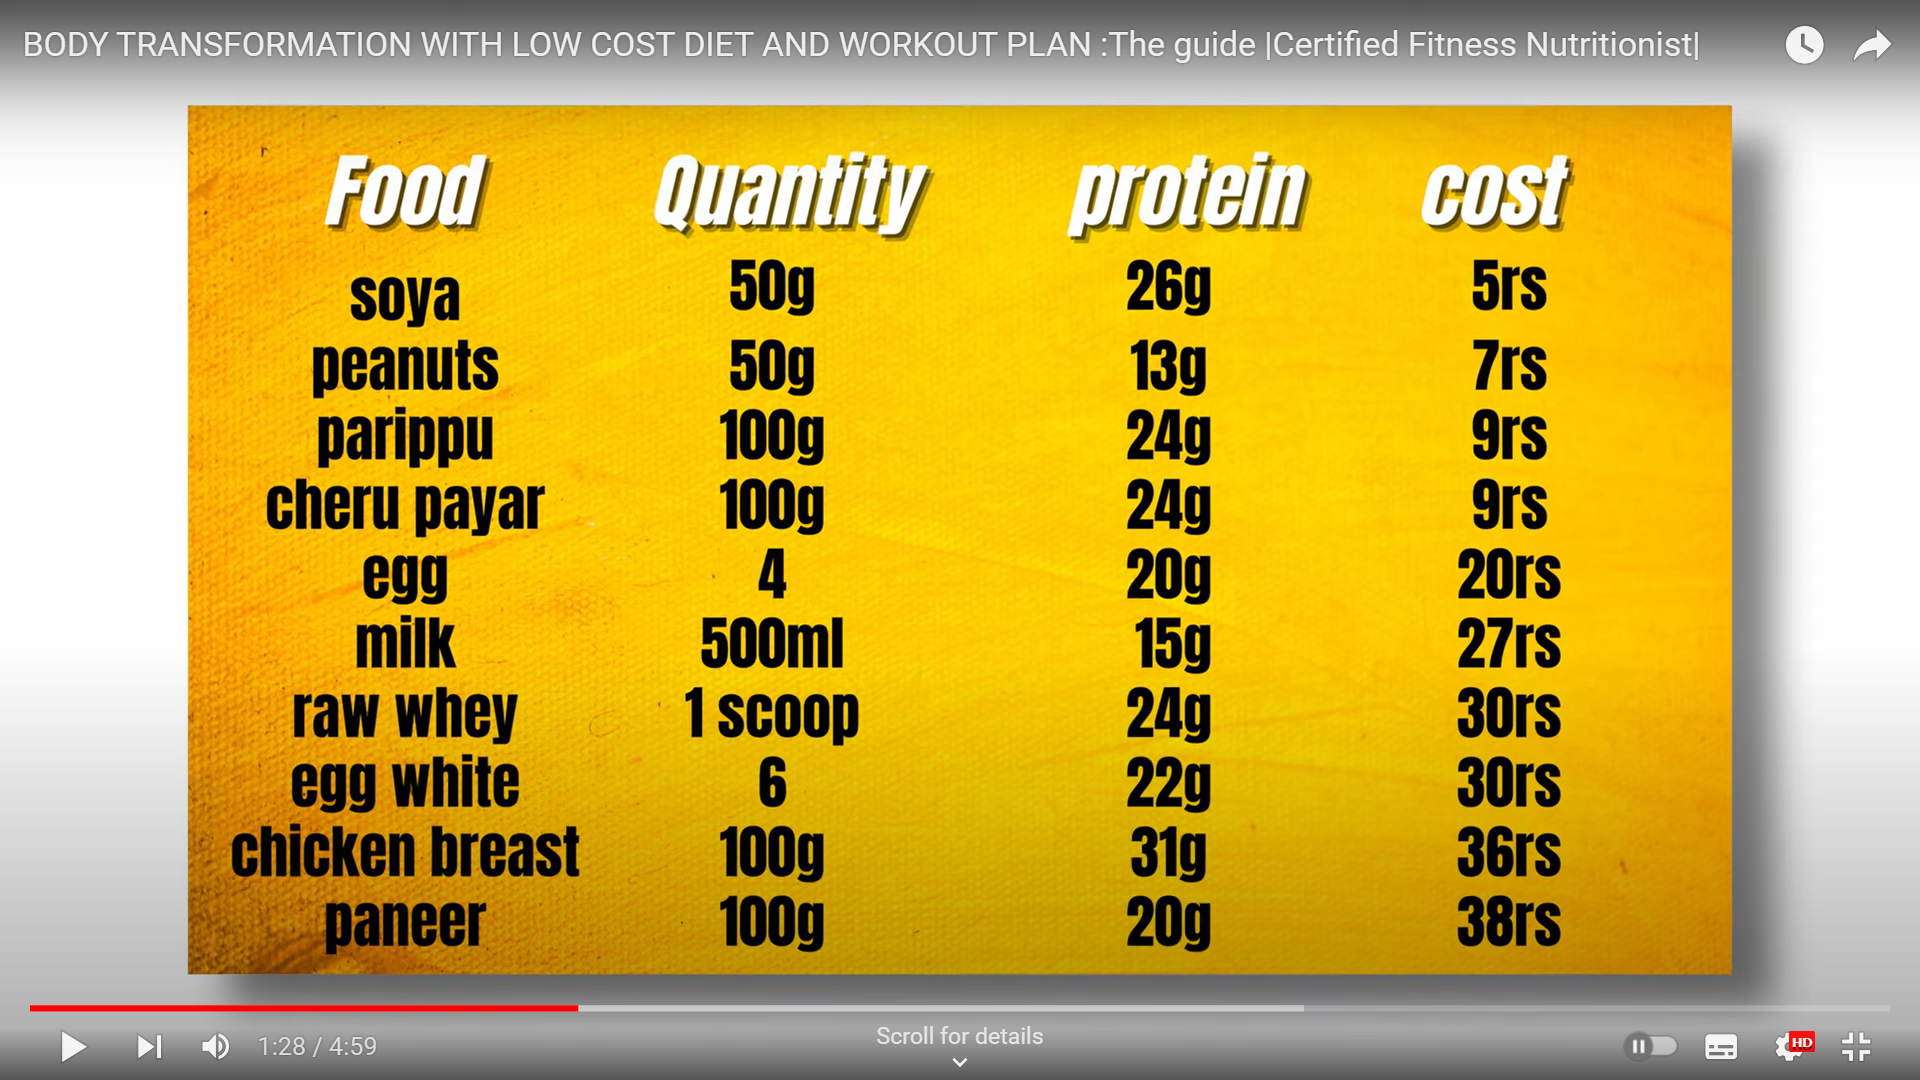 BODY TRANSFORMATION WITH LOW COST DIET AND WORKOUT PLAN :The guide |Certified Fitness Nutritionist|
Food Quantity protein cost
soya 50g 26g 5rs
peanuts 50g 13g 7rs
parippu 100g 24g 9rs
cheru payar 100g 24g 9rs
egg 4 20g 20rs
milk 500ml 15g 27rs
raw whey 1 scoop 24g 30rs
egg white 6 22g 30rs
chicken breast 100g 31g 36rs
paneer 100g 20g 38rs
1:28 / 4:59
Scroll for details
HD